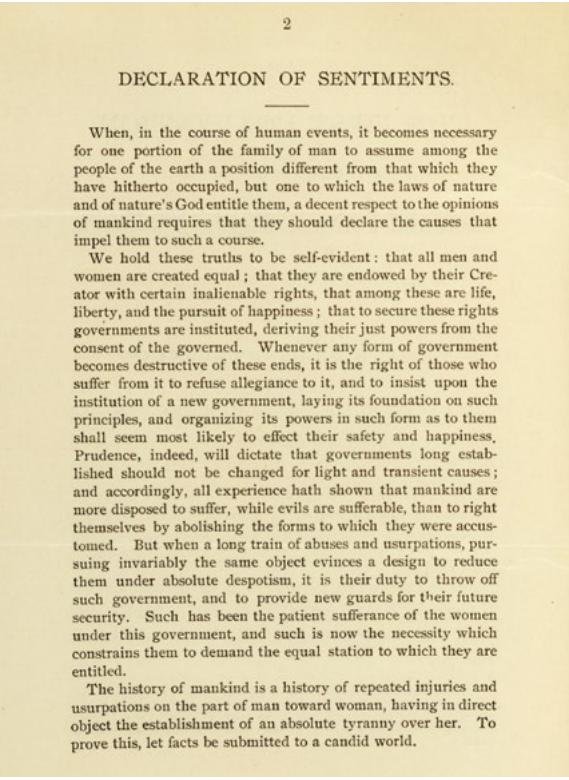 2
DECLARATION OF SENTIMENTS.
When, in the course of human events, it becomes necessary
for one portion of the family of man to assume among the
people of the earth a position different from that which they
have hitherto occupied, but one to which the laws of nature
and of nature's God entitle them, a decent respect to the opinions
of mankind requires that they should declare the causes that
impel them to such a course.
We hold these truths to be self-evident : that all men and
women are created equal ; that they are endowed by their Cre-
ator with certain inalienable rights, that among these are life,
liberty, and the pursuit of happiness ; that to secure these rights
governments are instituted, deriving their just powers from the
consent of the governed. Whenever any form of government
becomes destructive of these ends, it is the right of those who
suffer from it to refuse allegiance to it, and to insist upon the
institution of a new government, laying its foundation on such
principles, and organizing its powers in such form as to them
shall seem most likely to effect their safety and happiness.
Prudence, indeed, will dictate that governments long estab-
lished should not be changed for light and transient causes ;
and accordingly, all experience hath shown that mankind are
more disposed to suffer, while evils are sufferable, than to right
themselves by abolishing the forms to which they were accus-
tomed. But when a long train of abuses and usurpations, pur-
suing invariably the same object evinces a design to reduce
them under absolute despotism, it is their duty to throw off
such government, and to provide new guards for their future
security. Such has been the patient sufferance of the women
under this government, and such is now the necessity which
constrains them to demand the equal station to which they are
entitled.
The history of mankind is a history of repeated injuries and
usurpations on the part of man toward woman, having in direct
object the establishment of an absolute tyranny over her. To
prove this, let facts be submitted to a candid world.